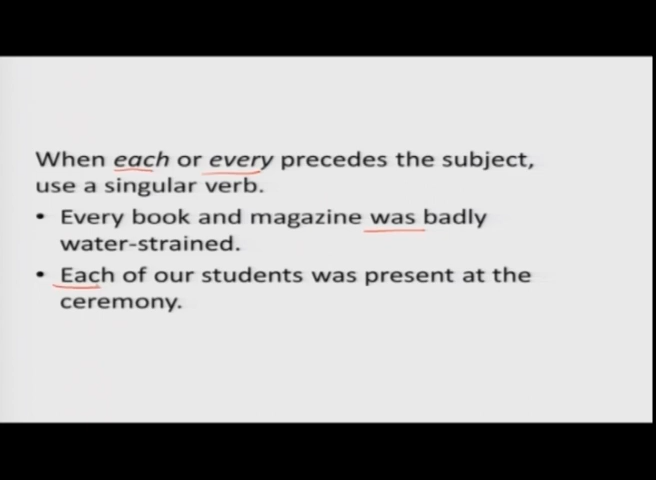 When each or every precedes the subject,
use a singular verb.
• Every book and magazine was badly
water-strained.
• Each of our students was present at the
ceremony.